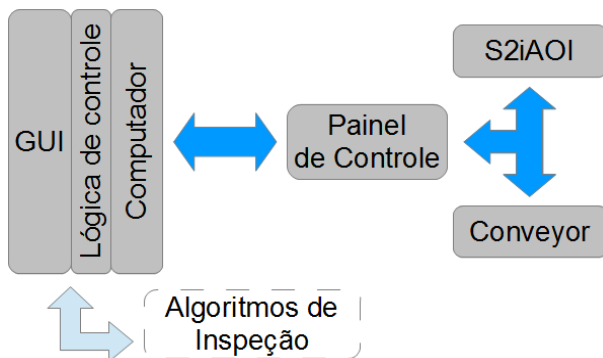 GUI
Lógica de controle
Computador
Painel
de Controle
S2iAOI
Conveyor
Algoritmos de
Inspeção